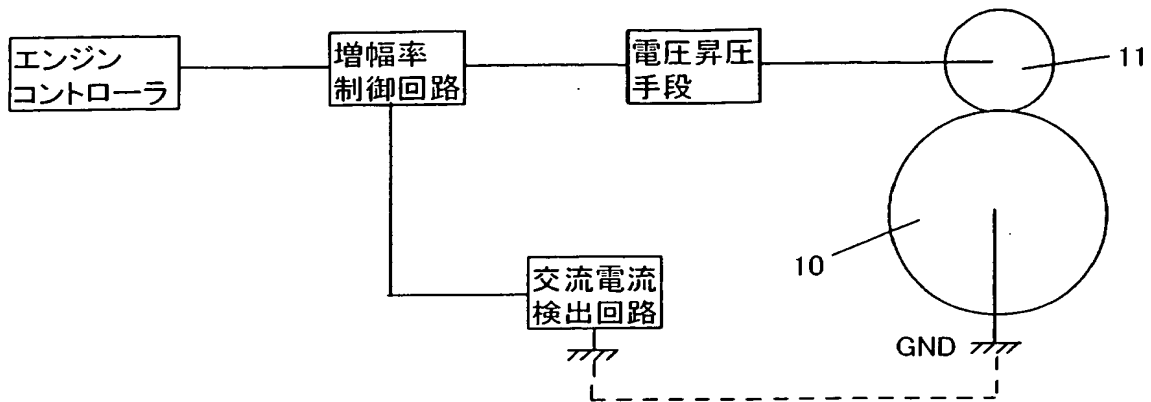 エンジン
コントローラ
増幅率
制御回路
電圧昇圧
手段
11
10
交流電流
検出回路
GND